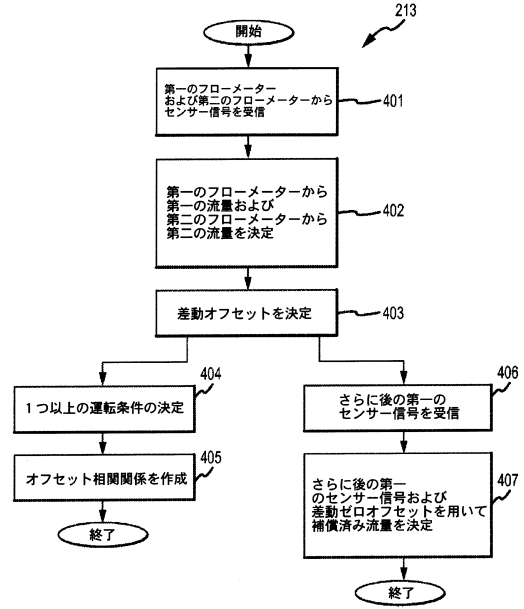 213
開始
第一のフローメーター
および第二のフローメーターから
センサー信号を受信
401
第一のフローメーターから
第一の流量および
第二のフローメーターから
第二の流量を決定
402
差動オフセットを決定
403
404
1つ以上の運転条件の決定
405
オフセット相関関係を作成
終了
406
さらに後の第一の
センサー信号を受信
407
さらに後の第一
のセンサー信号および
差動ゼロオフセットを用いて
補償済み流量を決定
終了